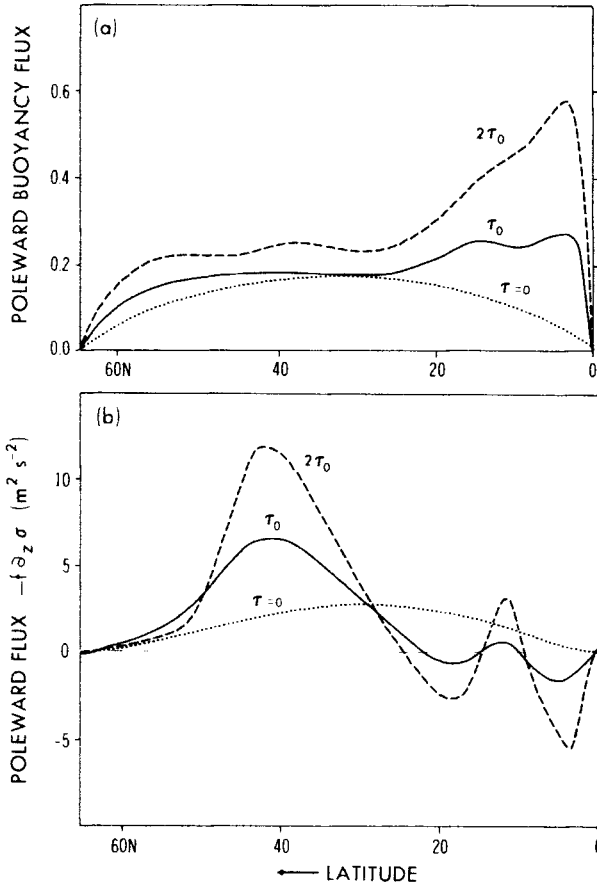 (a)
POLEWARD BUOYANCY FLUX
0.6
0.4
0.2
0.0
2τ₀
τ₀
τ=0
60N
40
20
0
(b)
POLEWARD FLUX −f∂zσ (m² s⁻²)
10
5
0
-5
2τ₀
τ₀
τ=0
60N
40
20
← LATITUDE